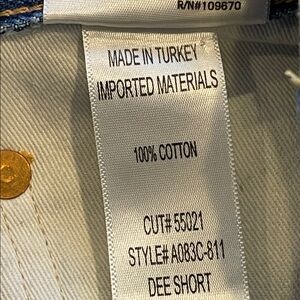 R/N#109670
MADE IN TURKEY
IMPORTED MATERIALS
100% COTTON
CUT# 55021
STYLE# A083C-811
DEE SHORT